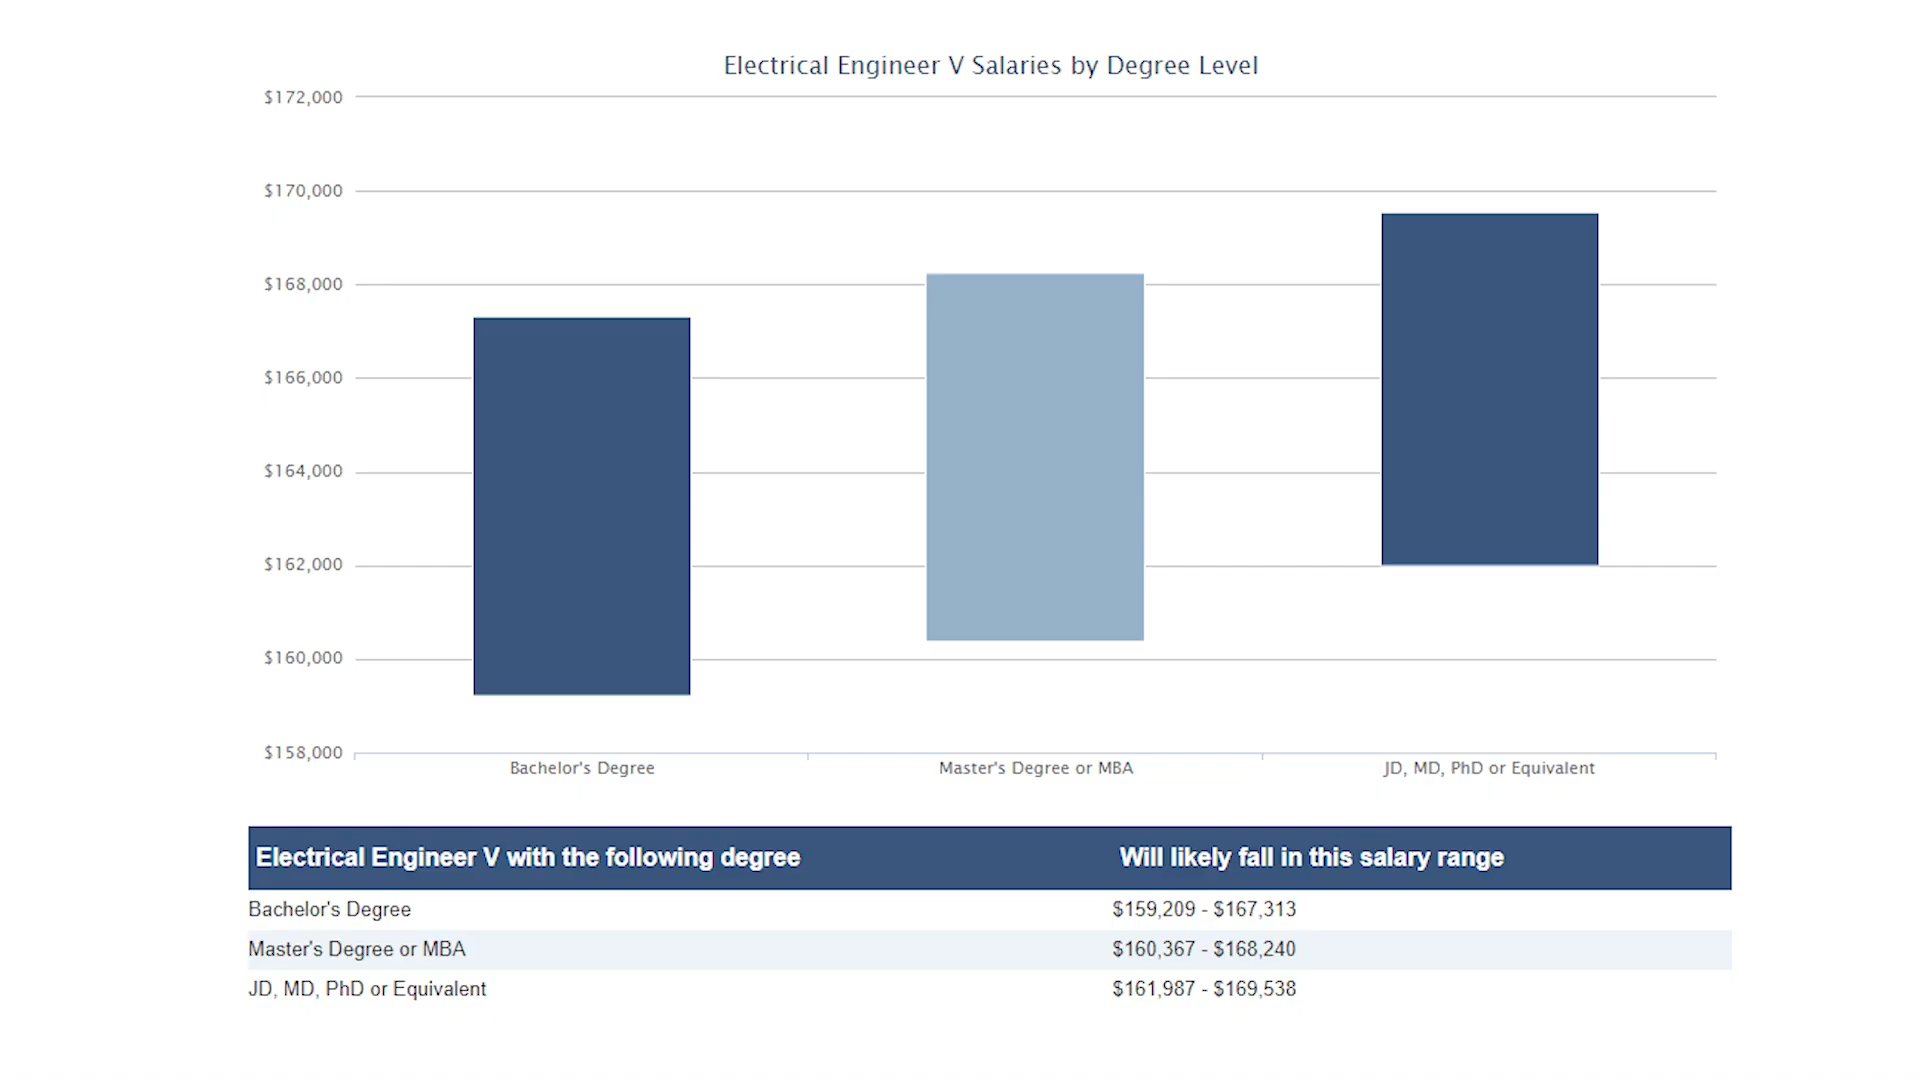 Electrical Engineer V Salaries by Degree Level
$172,000
$170,000
$168,000
$166,000
$164,000
$162,000
$160,000
$158,000
Bachelor's Degree
Master's Degree or MBA
JD, MD, PhD or Equivalent
Electrical Engineer V with the following degree
Will likely fall in this salary range
Bachelor's Degree
$159,209 - $167,313
Master's Degree or MBA
$160,367 - $168,240
JD, MD, PhD or Equivalent
$161,987 - $169,538